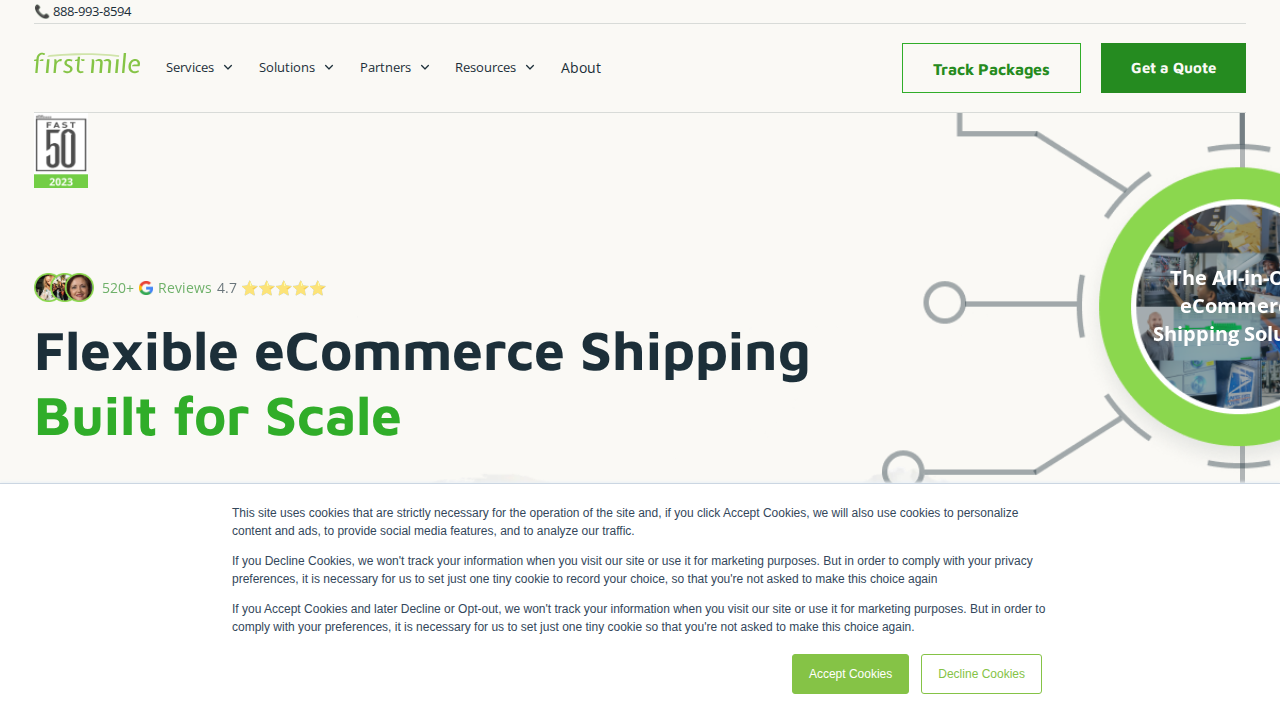 888-993-8594
first mile
Services
Solutions
Partners
Resources
About
Track Packages
Get a Quote
FAST
50
2023
520+ Reviews 4.7
Flexible eCommerce Shipping
Built for Scale
The All-in-O
eCommer
Shipping Solu
This site uses cookies that are strictly necessary for the operation of the site and, if you click Accept Cookies, we will also use cookies to personalize
content and ads, to provide social media features, and to analyze our traffic.
If you Decline Cookies, we won't track your information when you visit our site or use it for marketing purposes. But in order to comply with your privacy
preferences, it is necessary for us to set just one tiny cookie to record your choice, so that you're not asked to make this choice again
If you Accept Cookies and later Decline or Opt-out, we won't track your information when you visit our site or use it for marketing purposes. But in order to
comply with your preferences, it is necessary for us to set just one tiny cookie so that you're not asked to make this choice again.
Accept Cookies
Decline Cookies